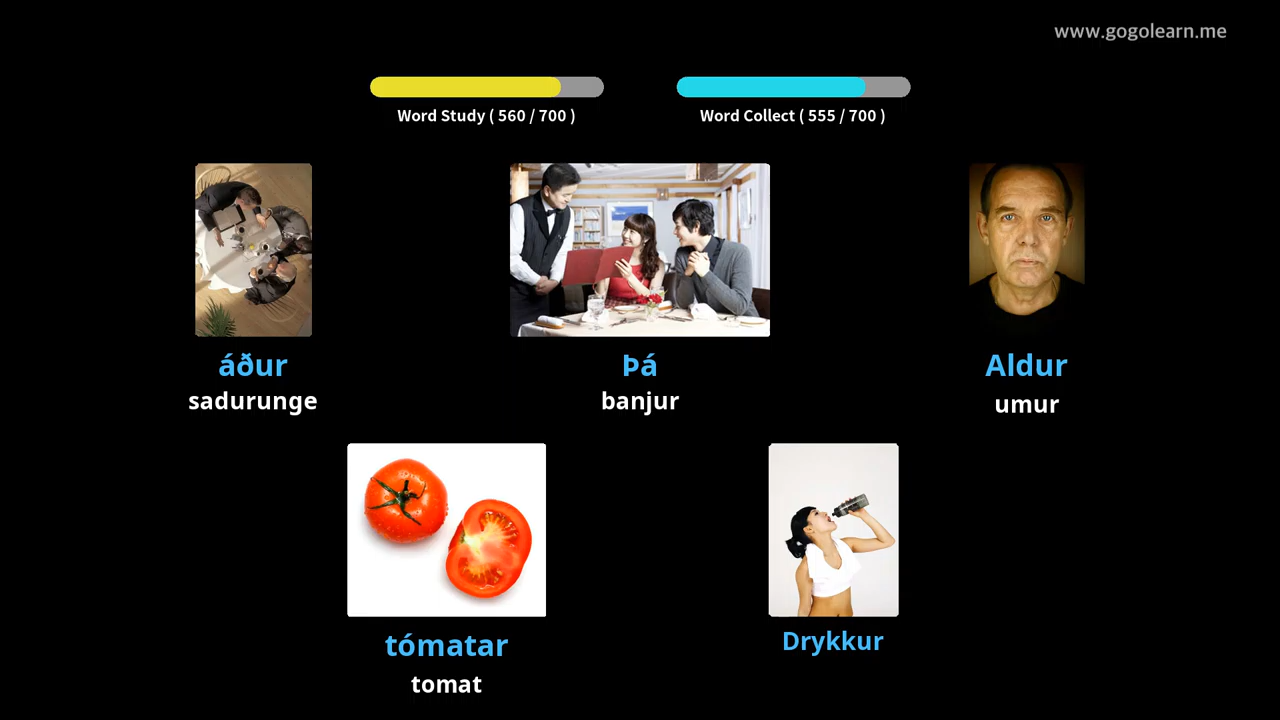 www.gogolearn.me
Word Study ( 560 / 700 )
Word Collect ( 555 / 700 )
áður
sadurunge
Þá
banjur
Aldur
umur
tómatar
tomat
Drykkur